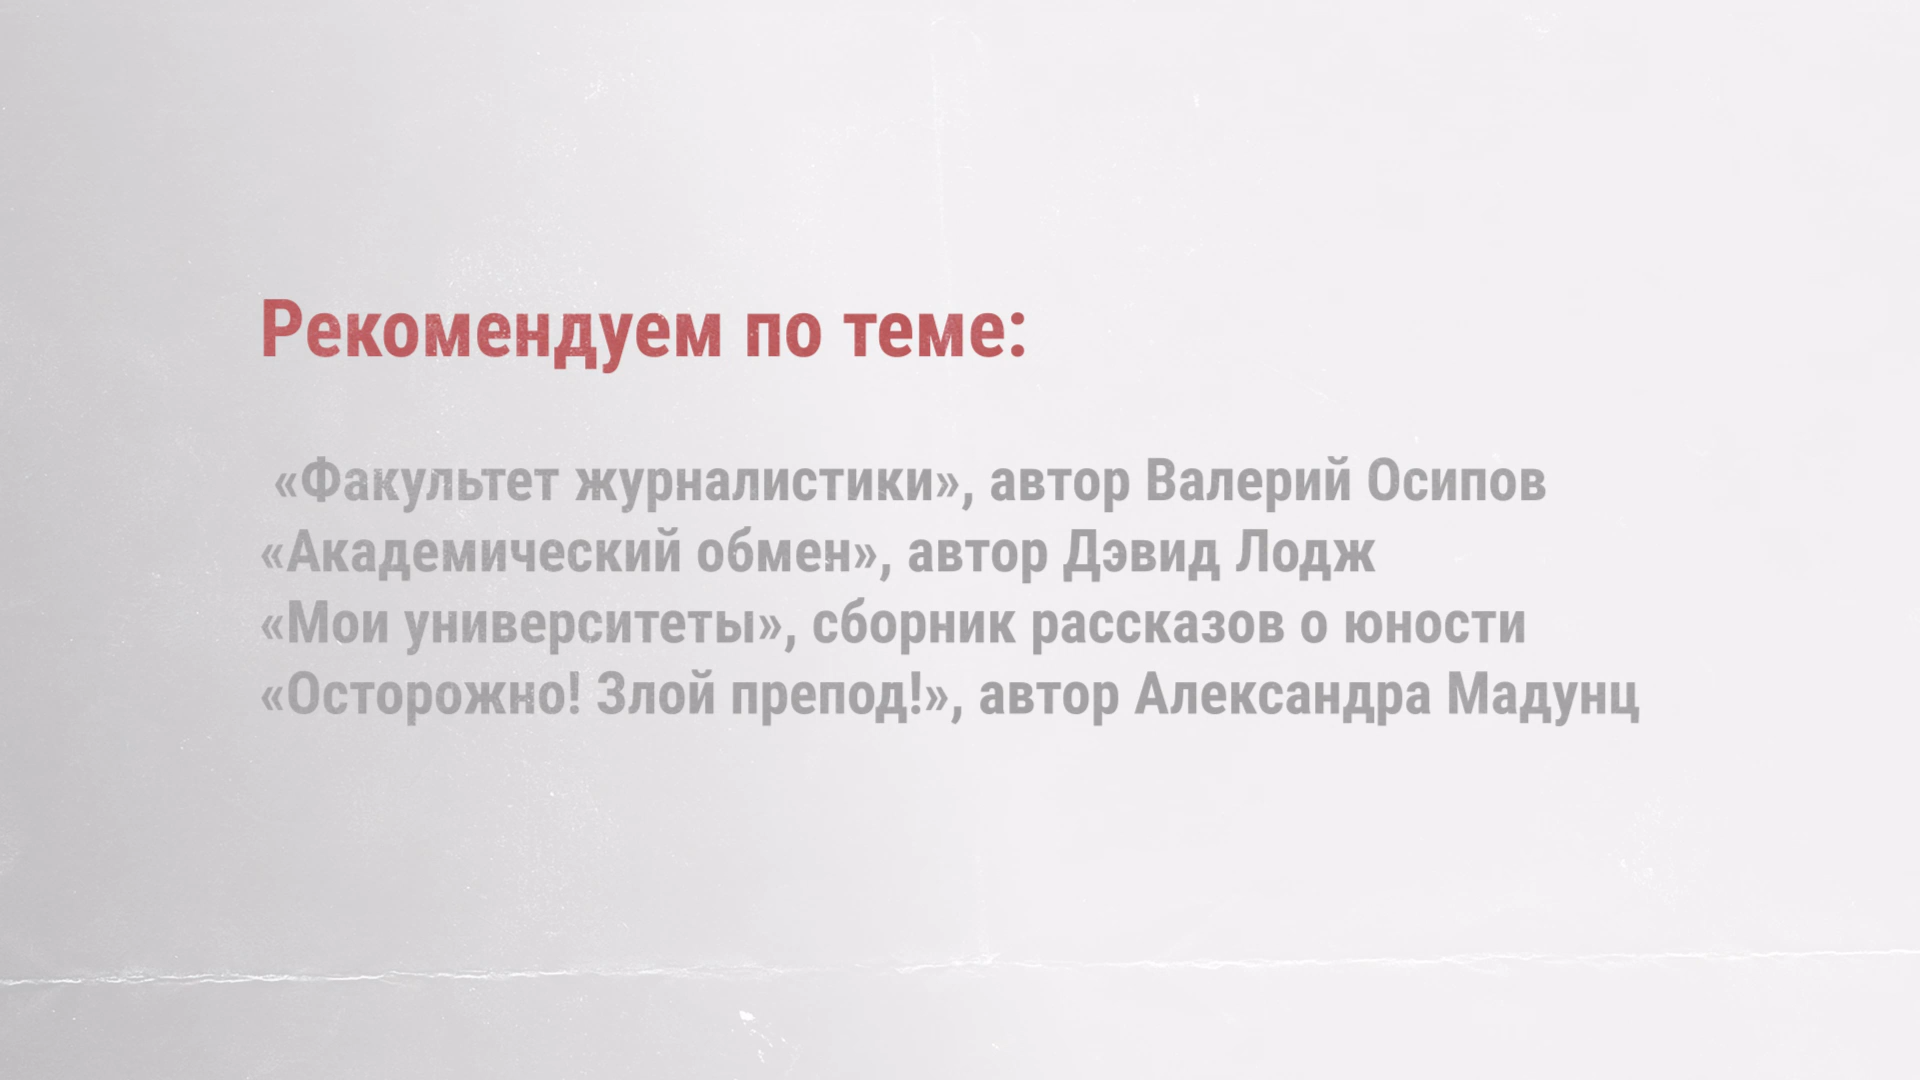 Рекомендуем по теме:
«Факультет журналистики», автор Валерий Осипов
«Академический обмен», автор Дэвид Лодж
«Мои университеты», сборник рассказов о юности
«Осторожно! Злой препод!», автор Александра Мадунц